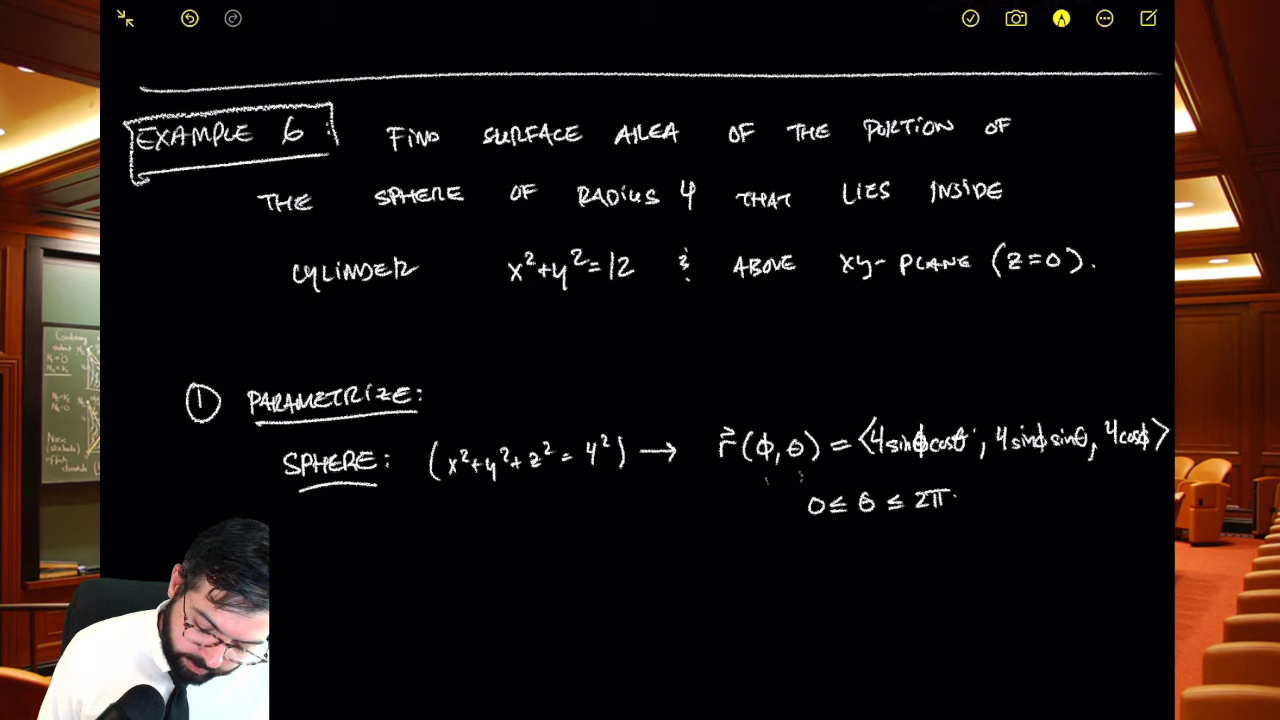 EXAMPLE 6 : FIND SURFACE AREA OF THE PORTION OF
THE SPHERE OF RADIUS 4 THAT LIES INSIDE
CYLINDER x²+y²=12 & ABOVE xy-PLANE (z=0).
① PARAMETRIZE:
SPHERE: (x²+y²+z²=4²) → r⃗(ϕ,θ) = <4sinϕcosθ, 4sinϕsinθ, 4cosϕ>
0≤ θ ≤ 2π